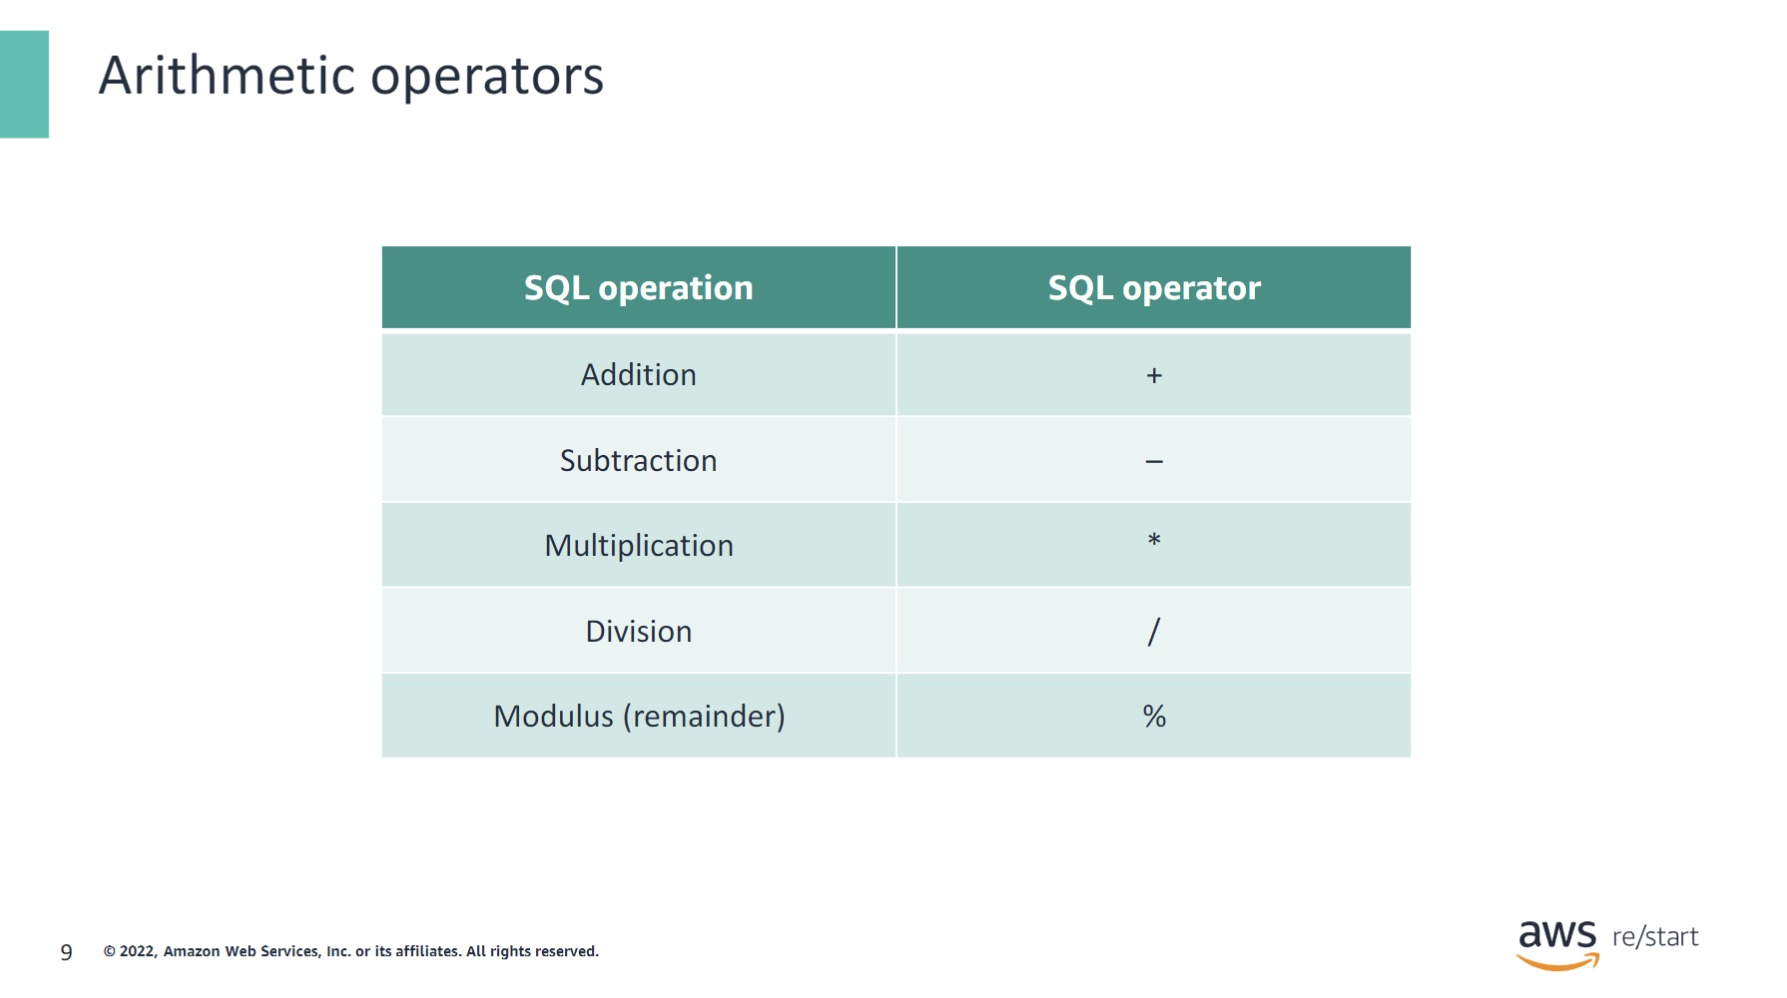 Arithmetic operators
SQL operation SQL operator
Addition +
Subtraction –
Multiplication *
Division /
Modulus (remainder) %
9 © 2022, Amazon Web Services, Inc. or its affiliates. All rights reserved.
aws re/start